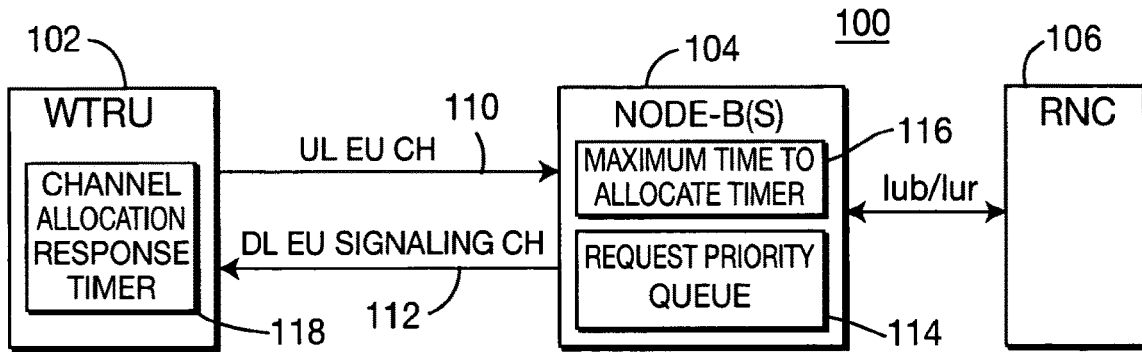 100
102
WTRU
CHANNEL
ALLOCATION
RESPONSE
TIMER
118
110
UL EU CH
DL EU SIGNALING CH
112
104
NODE-B(S)
116
MAXIMUM TIME TO
ALLOCATE TIMER
REQUEST PRIORITY
QUEUE
114
Iub/Iur
106
RNC